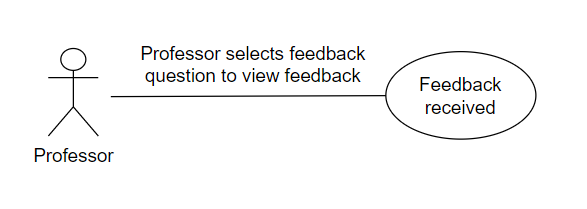 Professor selects feedback
question to view feedback
Feedback
received
Professor